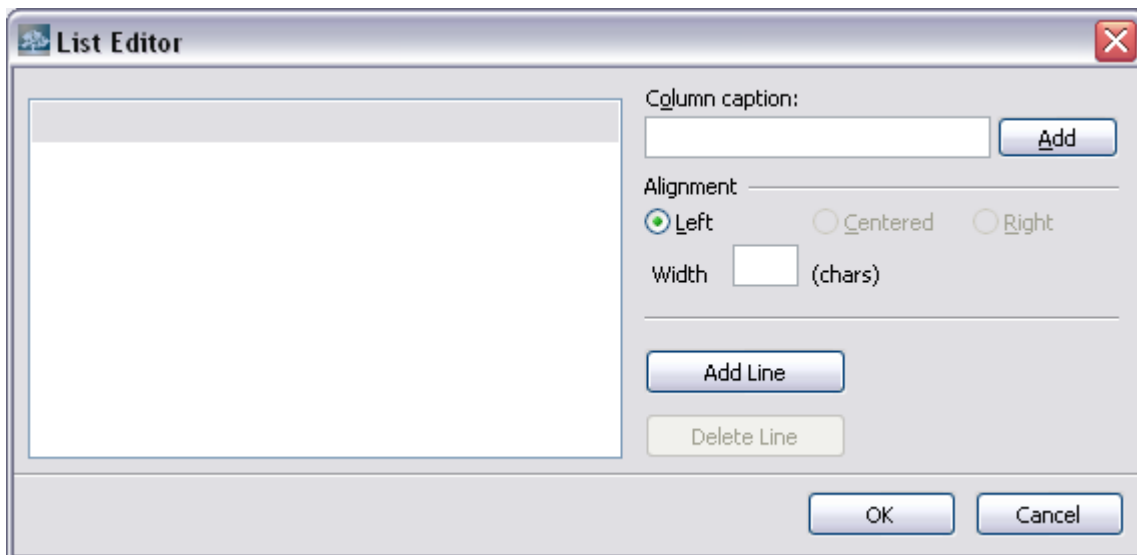 List Editor
Column caption:
Add
Alignment
Left Centered Right
Width (chars)
Add Line
Delete Line
OK Cancel